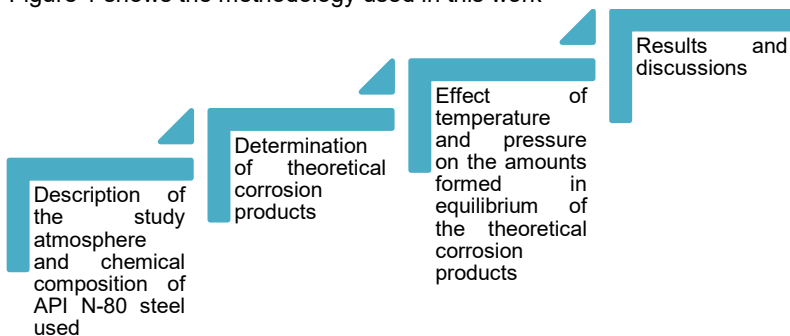 Figure 1 shows the methodology used in this work
Description of
the study
atmosphere
and chemical
composition of
API N-80 steel
used
Determination
of theoretical
corrosion
products
Effect of
temperature
and pressure
on the amounts
formed in
equilibrium of
the theoretical
corrosion
products
Results and
discussions